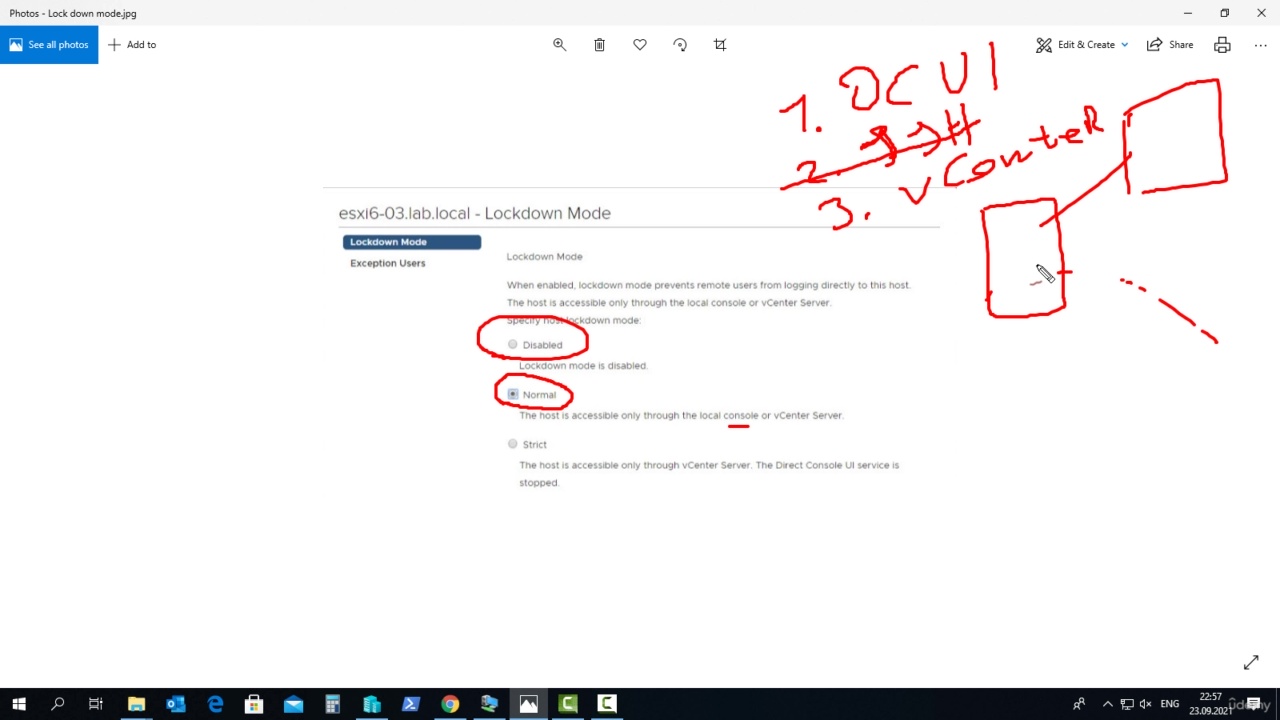 Photos - Lock down mode.jpg
See all photos
Add to
Edit & Create
Share
1. DCUI
2. SSH
3. vCenteR
esxi6-03.lab.local - Lockdown Mode
Lockdown Mode
Exception Users
Lockdown Mode
When enabled, lockdown mode prevents remote users from logging directly to this host.
The host is accessible only through the local console or vCenter Server.
Specify host lockdown mode:
Disabled
Lockdown mode is disabled.
Normal
The host is accessible only through the local console or vCenter Server.
Strict
The host is accessible only through vCenter Server. The Direct Console UI service is
stopped.
ENG
22:57
23.09.2021
Udemy